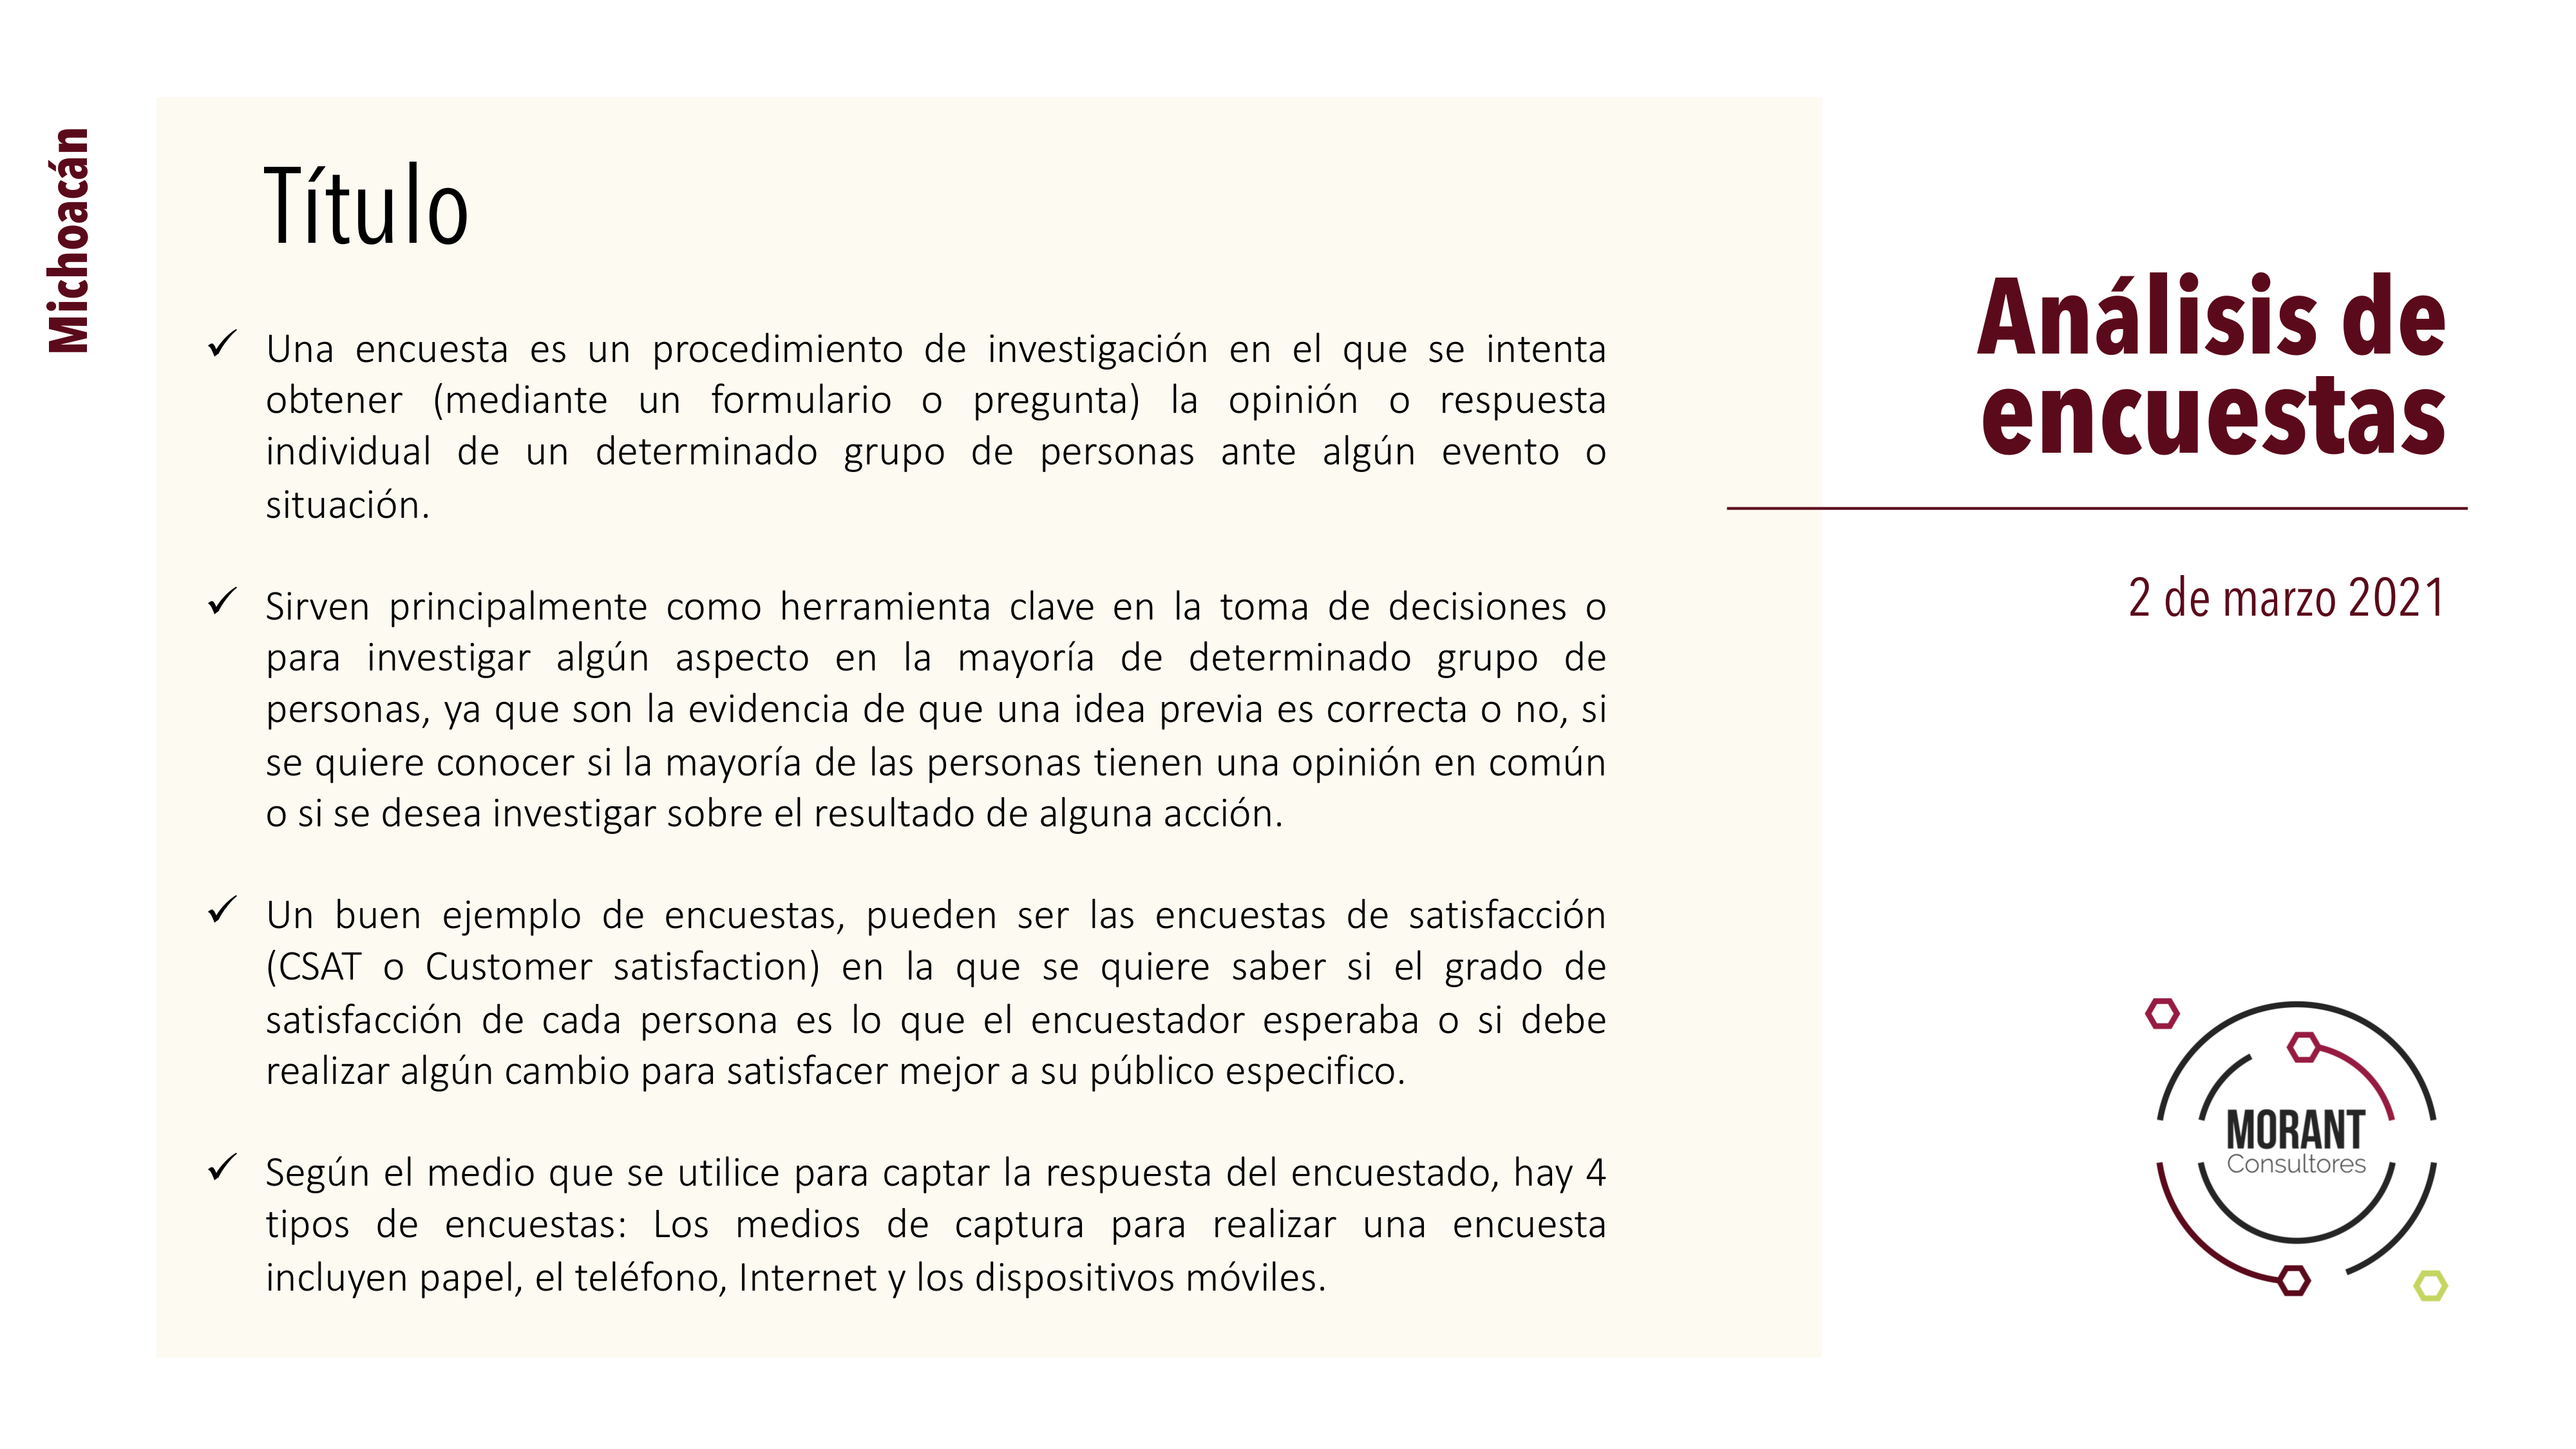 Michoacán
Título
✓ Una encuesta es un procedimiento de investigación en el que se intenta
obtener (mediante un formulario o pregunta) la opinión o respuesta
individual de un determinado grupo de personas ante algún evento o
situación.
✓ Sirven principalmente como herramienta clave en la toma de decisiones o
para investigar algún aspecto en la mayoría de determinado grupo de
personas, ya que son la evidencia de que una idea previa es correcta o no, si
se quiere conocer si la mayoría de las personas tienen una opinión en común
o si se desea investigar sobre el resultado de alguna acción.
✓ Un buen ejemplo de encuestas, pueden ser las encuestas de satisfacción
(CSAT o Customer satisfaction) en la que se quiere saber si el grado de
satisfacción de cada persona es lo que el encuestador esperaba o si debe
realizar algún cambio para satisfacer mejor a su público especifico.
✓ Según el medio que se utilice para captar la respuesta del encuestado, hay 4
tipos de encuestas: Los medios de captura para realizar una encuesta
incluyen papel, el teléfono, Internet y los dispositivos móviles.
Análisis de
encuestas
2 de marzo 2021
MORANT
Consultores